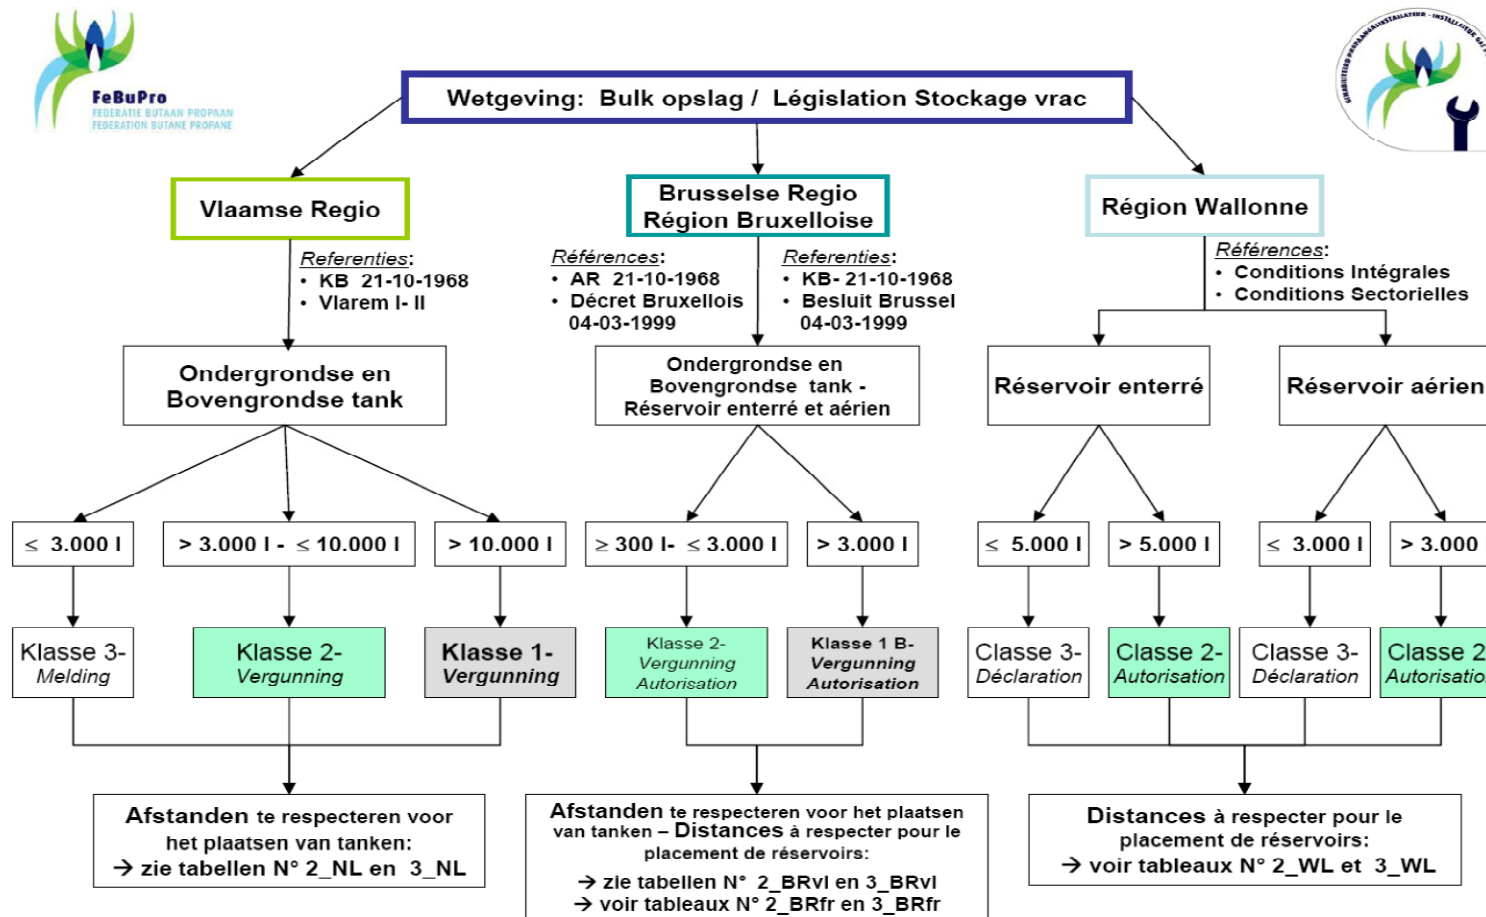 FeBuPro
FEDERATIE BUTAAN PROPAAN
FEDERATION BUTANE PROPANE
Wetgeving: Bulk opslag / Législation Stockage vrac
Vlaamse Regio
Brusselse Regio
Région Bruxelloise
Région Wallonne
Referenties:
• KB 21-10-1968
• Vlarem I- II
Références:
• AR 21-10-1968
• Décret Bruxellois
04-03-1999
Referenties:
• KB- 21-10-1968
• Besluit Brussel
04-03-1999
Références:
• Conditions Intégrales
• Conditions Sectorielles
Ondergrondse en
Bovengrondse tank
Ondergrondse en
Bovengrondse tank -
Réservoir enterré et aérien
Réservoir enterré
Réservoir aérien
≤ 3.000 l
> 3.000 l - ≤ 10.000 l
> 10.000 l
≥ 300 l- ≤ 3.000 l
> 3.000 l
≤ 5.000 l
> 5.000 l
≤ 3.000 l
> 3.000
Klasse 3-
Melding
Klasse 2-
Vergunning
Klasse 1-
Vergunning
Klasse 2-
Vergunning
Autorisation
Klasse 1 B-
Vergunning
Autorisation
Classe 3-
Déclaration
Classe 2-
Autorisation
Classe 3-
Déclaration
Classe 2
Autorisation
Afstanden te respecteren voor
het plaatsen van tanken:
→ zie tabellen N° 2_NL en 3_NL
Afstanden te respecteren voor het plaatsen
van tanken – Distances à respecter pour le
placement de réservoirs:
→ zie tabellen N° 2_BRvl en 3_BRvl
→ voir tableaux N° 2_BRfr en 3_BRfr
Distances à respecter pour le
placement de réservoirs:
→ voir tableaux N° 2_WL et 3_WL